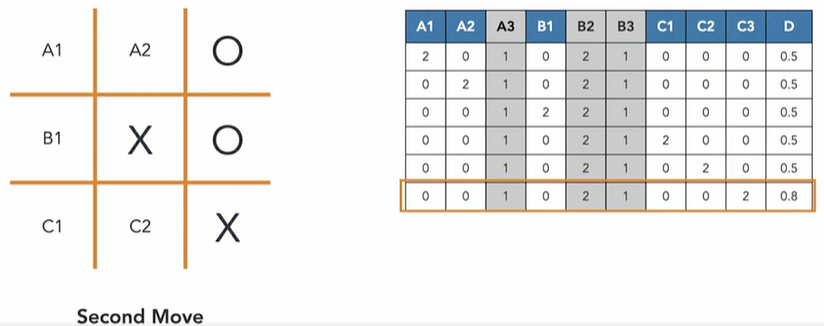 A1 A2 O
B1 X O
C1 C2 X
Second Move
A1 A2 A3 B1 B2 B3 C1 C2 C3 D
2 0 1 0 2 1 0 0 0 0.5
0 2 1 0 2 1 0 0 0 0.5
0 0 1 2 2 1 0 0 0 0.5
0 0 1 0 2 1 2 0 0 0.5
0 0 1 0 2 1 0 2 0 0.5
0 0 1 0 2 1 0 0 2 0.8